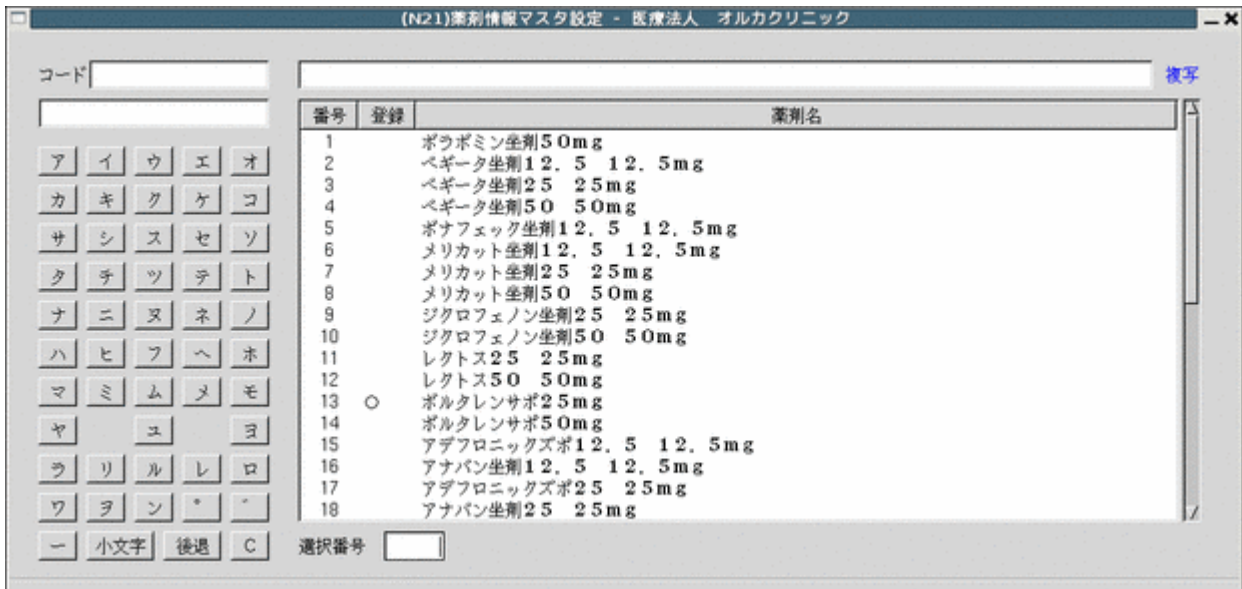 (N21)薬剤情報マスタ設定 - 医療法人　オルカクリニック
コード
複写
番号 登録 薬剤名
1 ボラボミン坐剤５０ｍｇ
2 ベギータ坐剤１２．５　１２．５ｍｇ
3 ベギータ坐剤２５　２５ｍｇ
4 ベギータ坐剤５０　５０ｍｇ
5 ボナフェック坐剤１２．５　１２．５ｍｇ
6 メリカット坐剤１２．５　１２．５ｍｇ
7 メリカット坐剤２５　２５ｍｇ
8 メリカット坐剤５０　５０ｍｇ
9 ジクロフェノン坐剤２５　２５ｍｇ
10 ジクロフェノン坐剤５０　５０ｍｇ
11 レクトス２５　２５ｍｇ
12 レクトス５０　５０ｍｇ
13 ○ ボルタレンサポ２５ｍｇ
14 ボルタレンサポ５０ｍｇ
15 アデフロニックズポ１２．５　１２．５ｍｇ
16 アナバン坐剤１２．５　１２．５ｍｇ
17 アデフロニックズポ２５　２５ｍｇ
18 アナバン坐剤２５　２５ｍｇ
ア イ ウ エ オ
カ キ ク ケ コ
サ シ ス セ ソ
タ チ ツ テ ト
ナ ニ ヌ ネ ノ
ハ ヒ フ ヘ ホ
マ ミ ム メ モ
ヤ ユ ヨ
ラ リ ル レ ロ
ワ ヲ ン ゜ ゛
ー 小文字 後退 C
選択番号